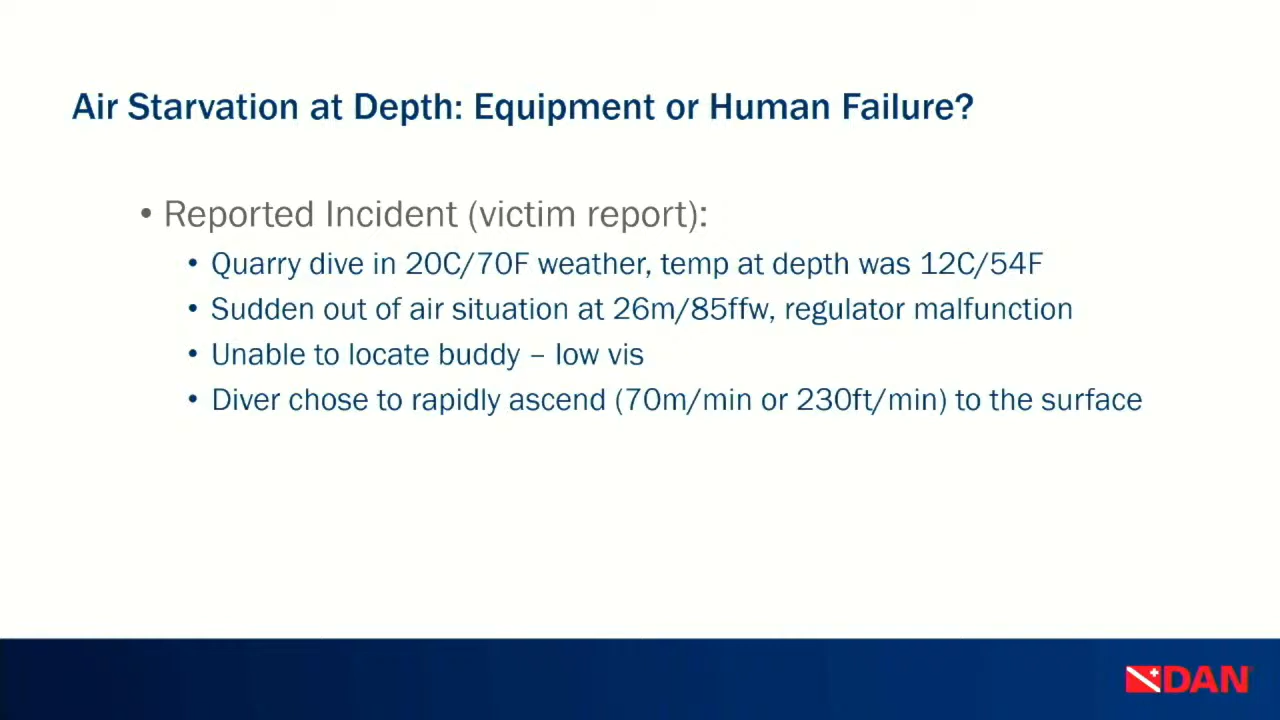 Air Starvation at Depth: Equipment or Human Failure?
• Reported Incident (victim report):
• Quarry dive in 20C/70F weather, temp at depth was 12C/54F
• Sudden out of air situation at 26m/85ffw, regulator malfunction
• Unable to locate buddy – low vis
• Diver chose to rapidly ascend (70m/min or 230ft/min) to the surface
DAN